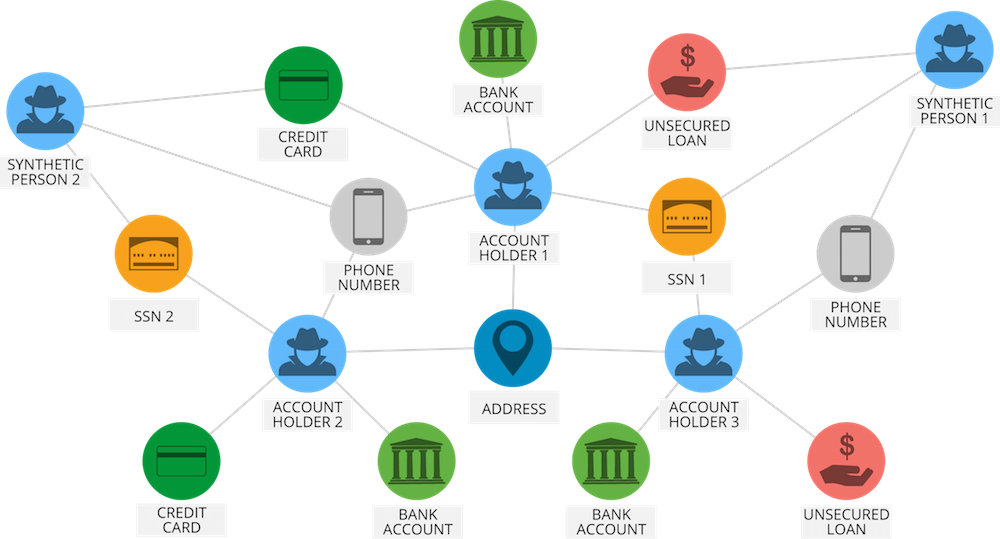 BANK
ACCOUNT
SYNTHETIC
PERSON 1
UNSECURED
LOAN
CREDIT
CARD
SYNTHETIC
PERSON 2
ACCOUNT
HOLDER 1
PHONE
NUMBER
SSN 1
SSN 2
PHONE
NUMBER
ACCOUNT
HOLDER 2
ADDRESS
ACCOUNT
HOLDER 3
CREDIT
CARD
BANK
ACCOUNT
BANK
ACCOUNT
UNSECURED
LOAN
$
$